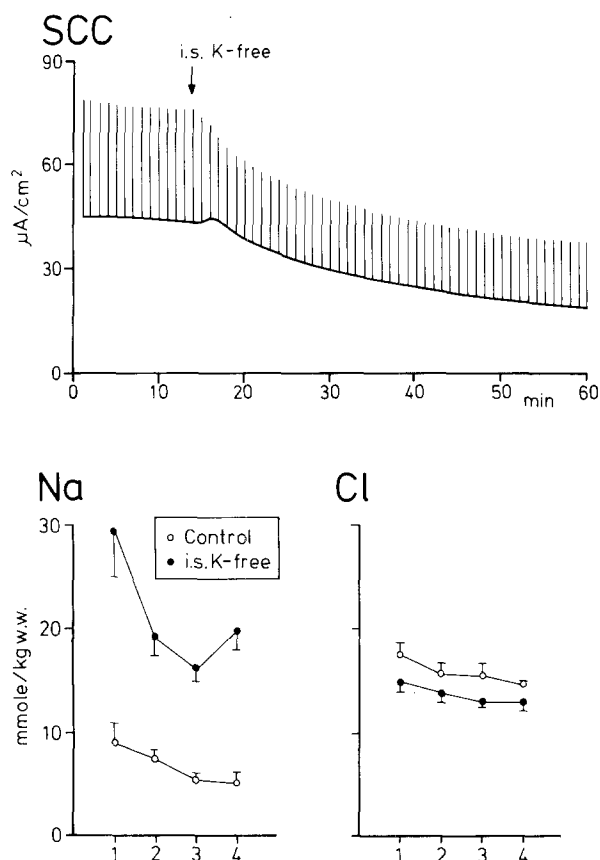 SCC
i.s. K-free
90
60
30
0
µA/cm²
0 10 20 30 40 50 min 60
Na
Cl
30
20
10
0
mmole/kg w.w.
Control
i.s. K-free
1 2 3 4
1 2 3 4